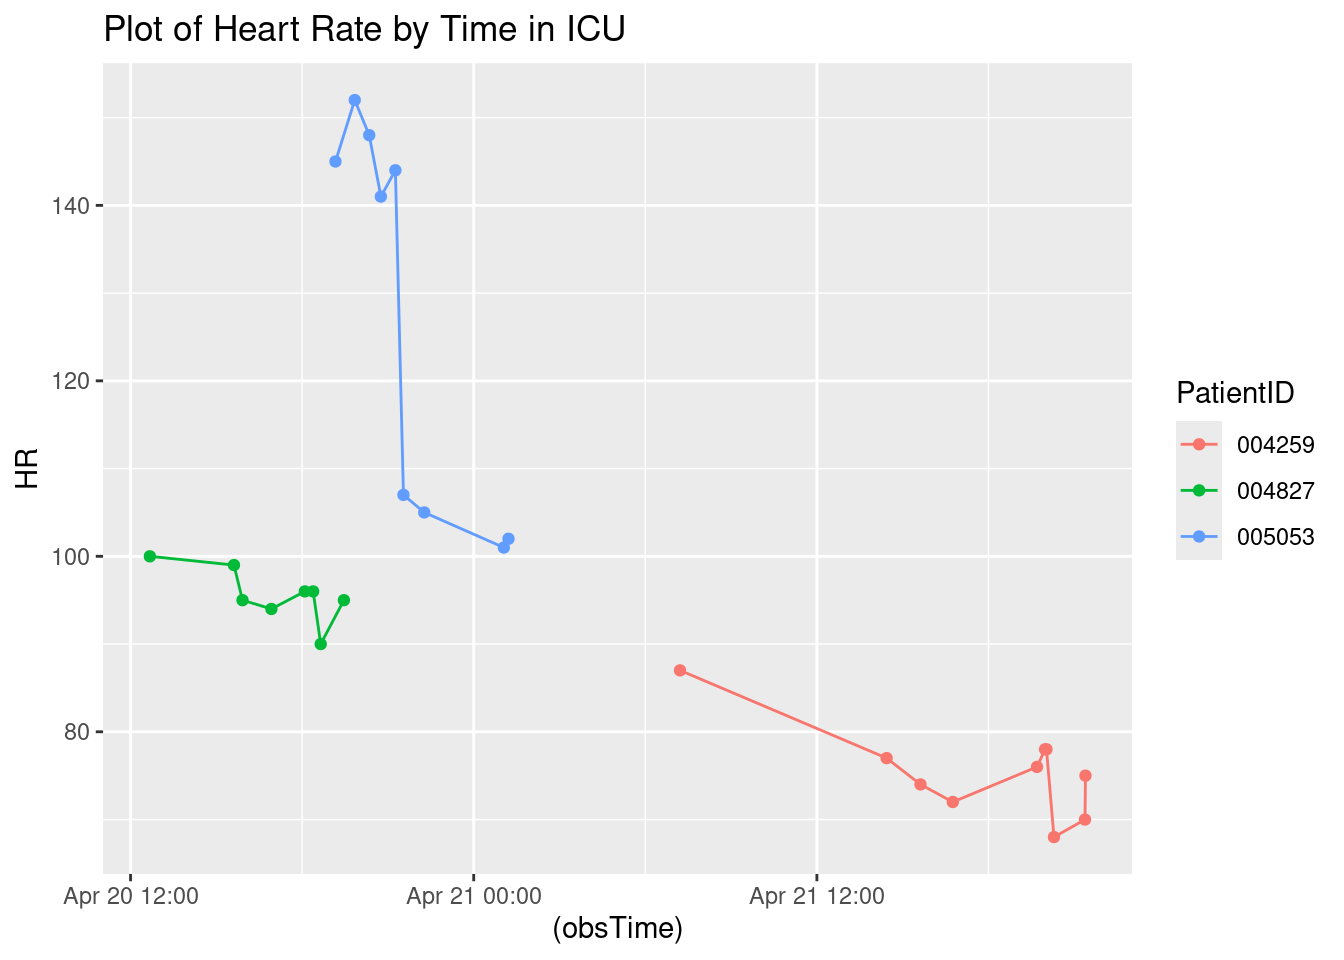 Plot of Heart Rate by Time in ICU
HR
140
120
100
80
Apr 20 12:00
Apr 21 00:00
Apr 21 12:00
(obsTime)
PatientID
004259
004827
005053